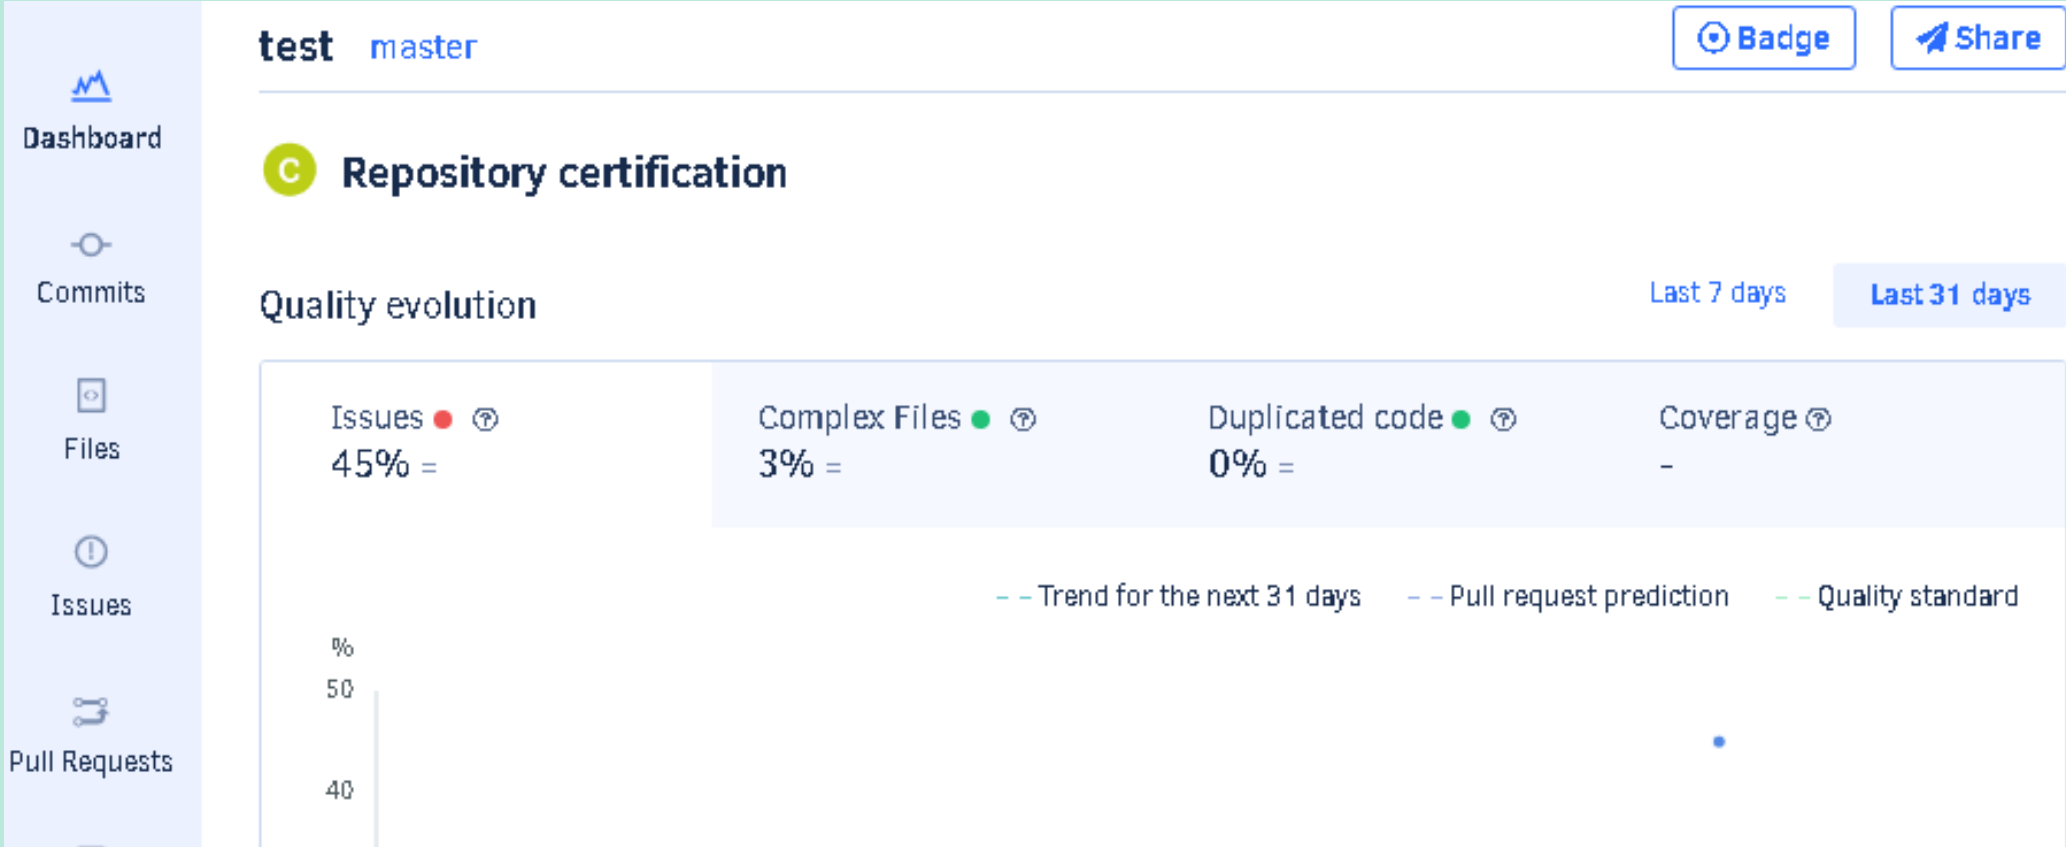 test master
Badge
Share
Dashboard
C Repository certification
Commits
Quality evolution
Last 7 days
Last 31 days
Files
Issues
45% =
Complex Files
3% =
Duplicated code
0% =
Coverage
-
Issues
Trend for the next 31 days
Pull request prediction
Quality standard
%
50
40
Pull Requests